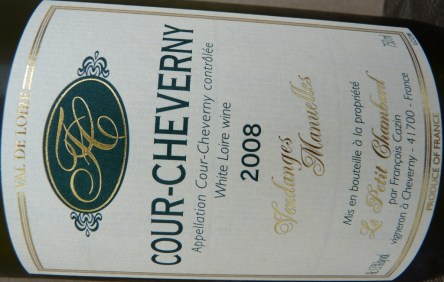 VAL DE LOIRE
COUR-CHEVERNY
Appellation Cour-Cheverny contrôlée
White Loire wine
2008
Vendanges
Manuelles
Mis en bouteille à la propriété
Le Petit Chambord
par François Cazin
vigneron à Cheverny - 41700 - France
PRODUCE OF FRANCE